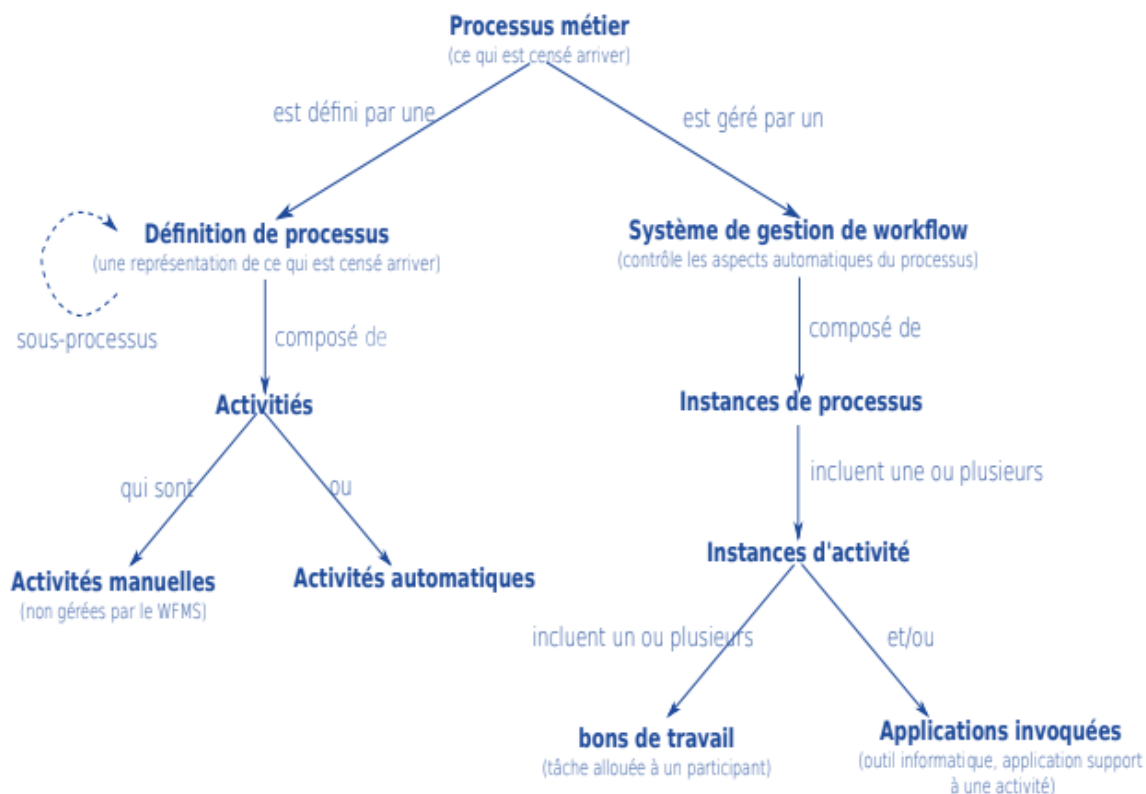 Processus métier
(ce qui est censé arriver)
est défini par une
est géré par un
Définition de processus
(une représentation de ce qui est censé arriver)
Système de gestion de workflow
(contrôle les aspects automatiques du processus)
sous-processus
composé de
composé de
Activitiés
Instances de processus
qui sont
ou
incluent une ou plusieurs
Activités manuelles
(non gérées par le WFMS)
Activités automatiques
Instances d'activité
incluent un ou plusieurs
et/ou
bons de travail
(tâche allouée à un participant)
Applications invoquées
(outil informatique, application support
à une activité)